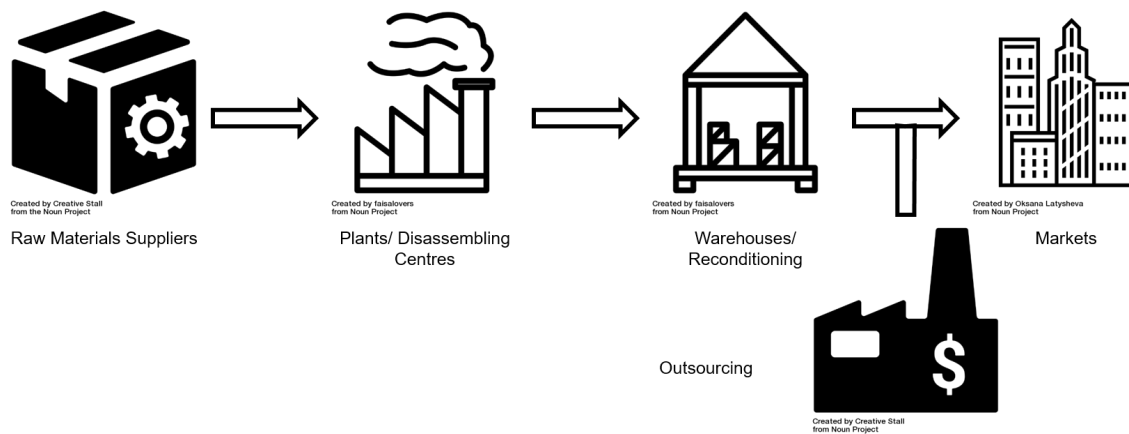 Created by Creative Stall
from the Noun Project
Raw Materials Suppliers
Created by faisalovers
from Noun Project
Plants/ Disassembling
Centres
Created by faisalovers
from Noun Project
Warehouses/
Reconditioning
Created by Oksana Latysheva
from Noun Project
Markets
Outsourcing
$
Created by Creative Stall
from Noun Project